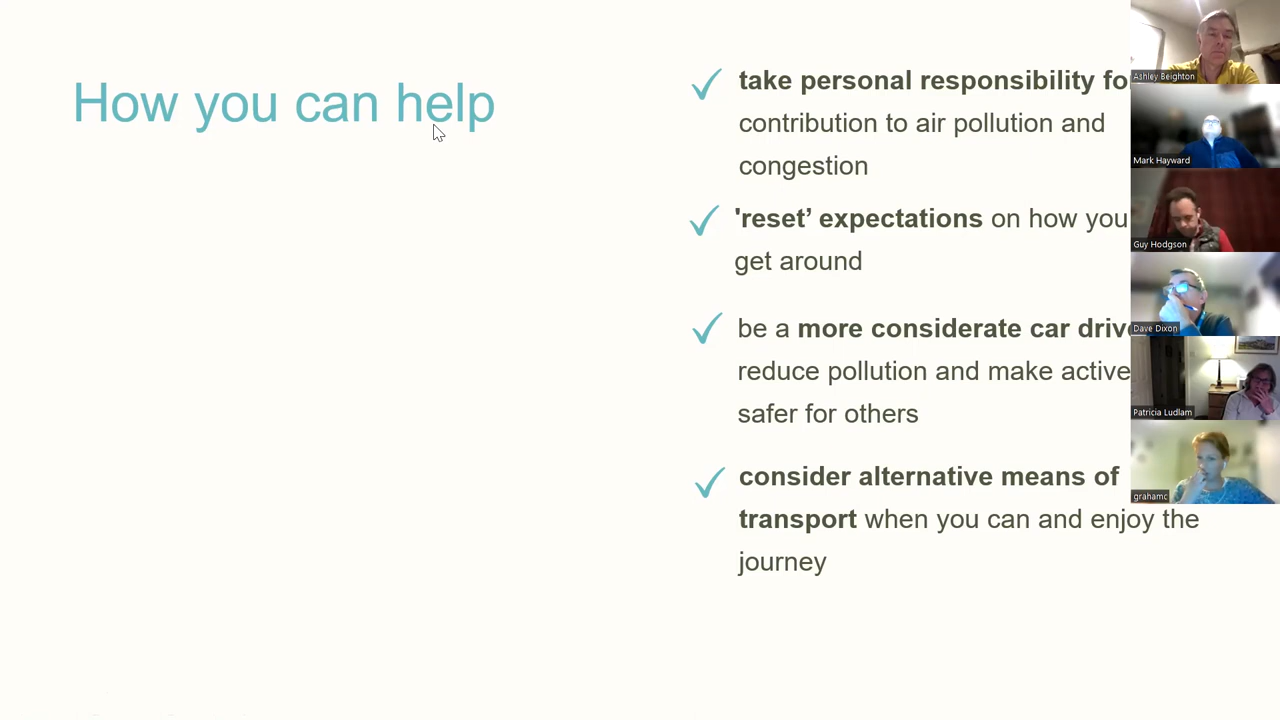 How you can help
take personal responsibility fo
contribution to air pollution and
congestion
'reset’ expectations on how you
get around
be a more considerate car drive
reduce pollution and make active
safer for others
consider alternative means of
transport when you can and enjoy the
journey
Ashley Beighton
Mark Hayward
Guy Hodgson
Dave Dixon
Patricia Ludlam
grahamc